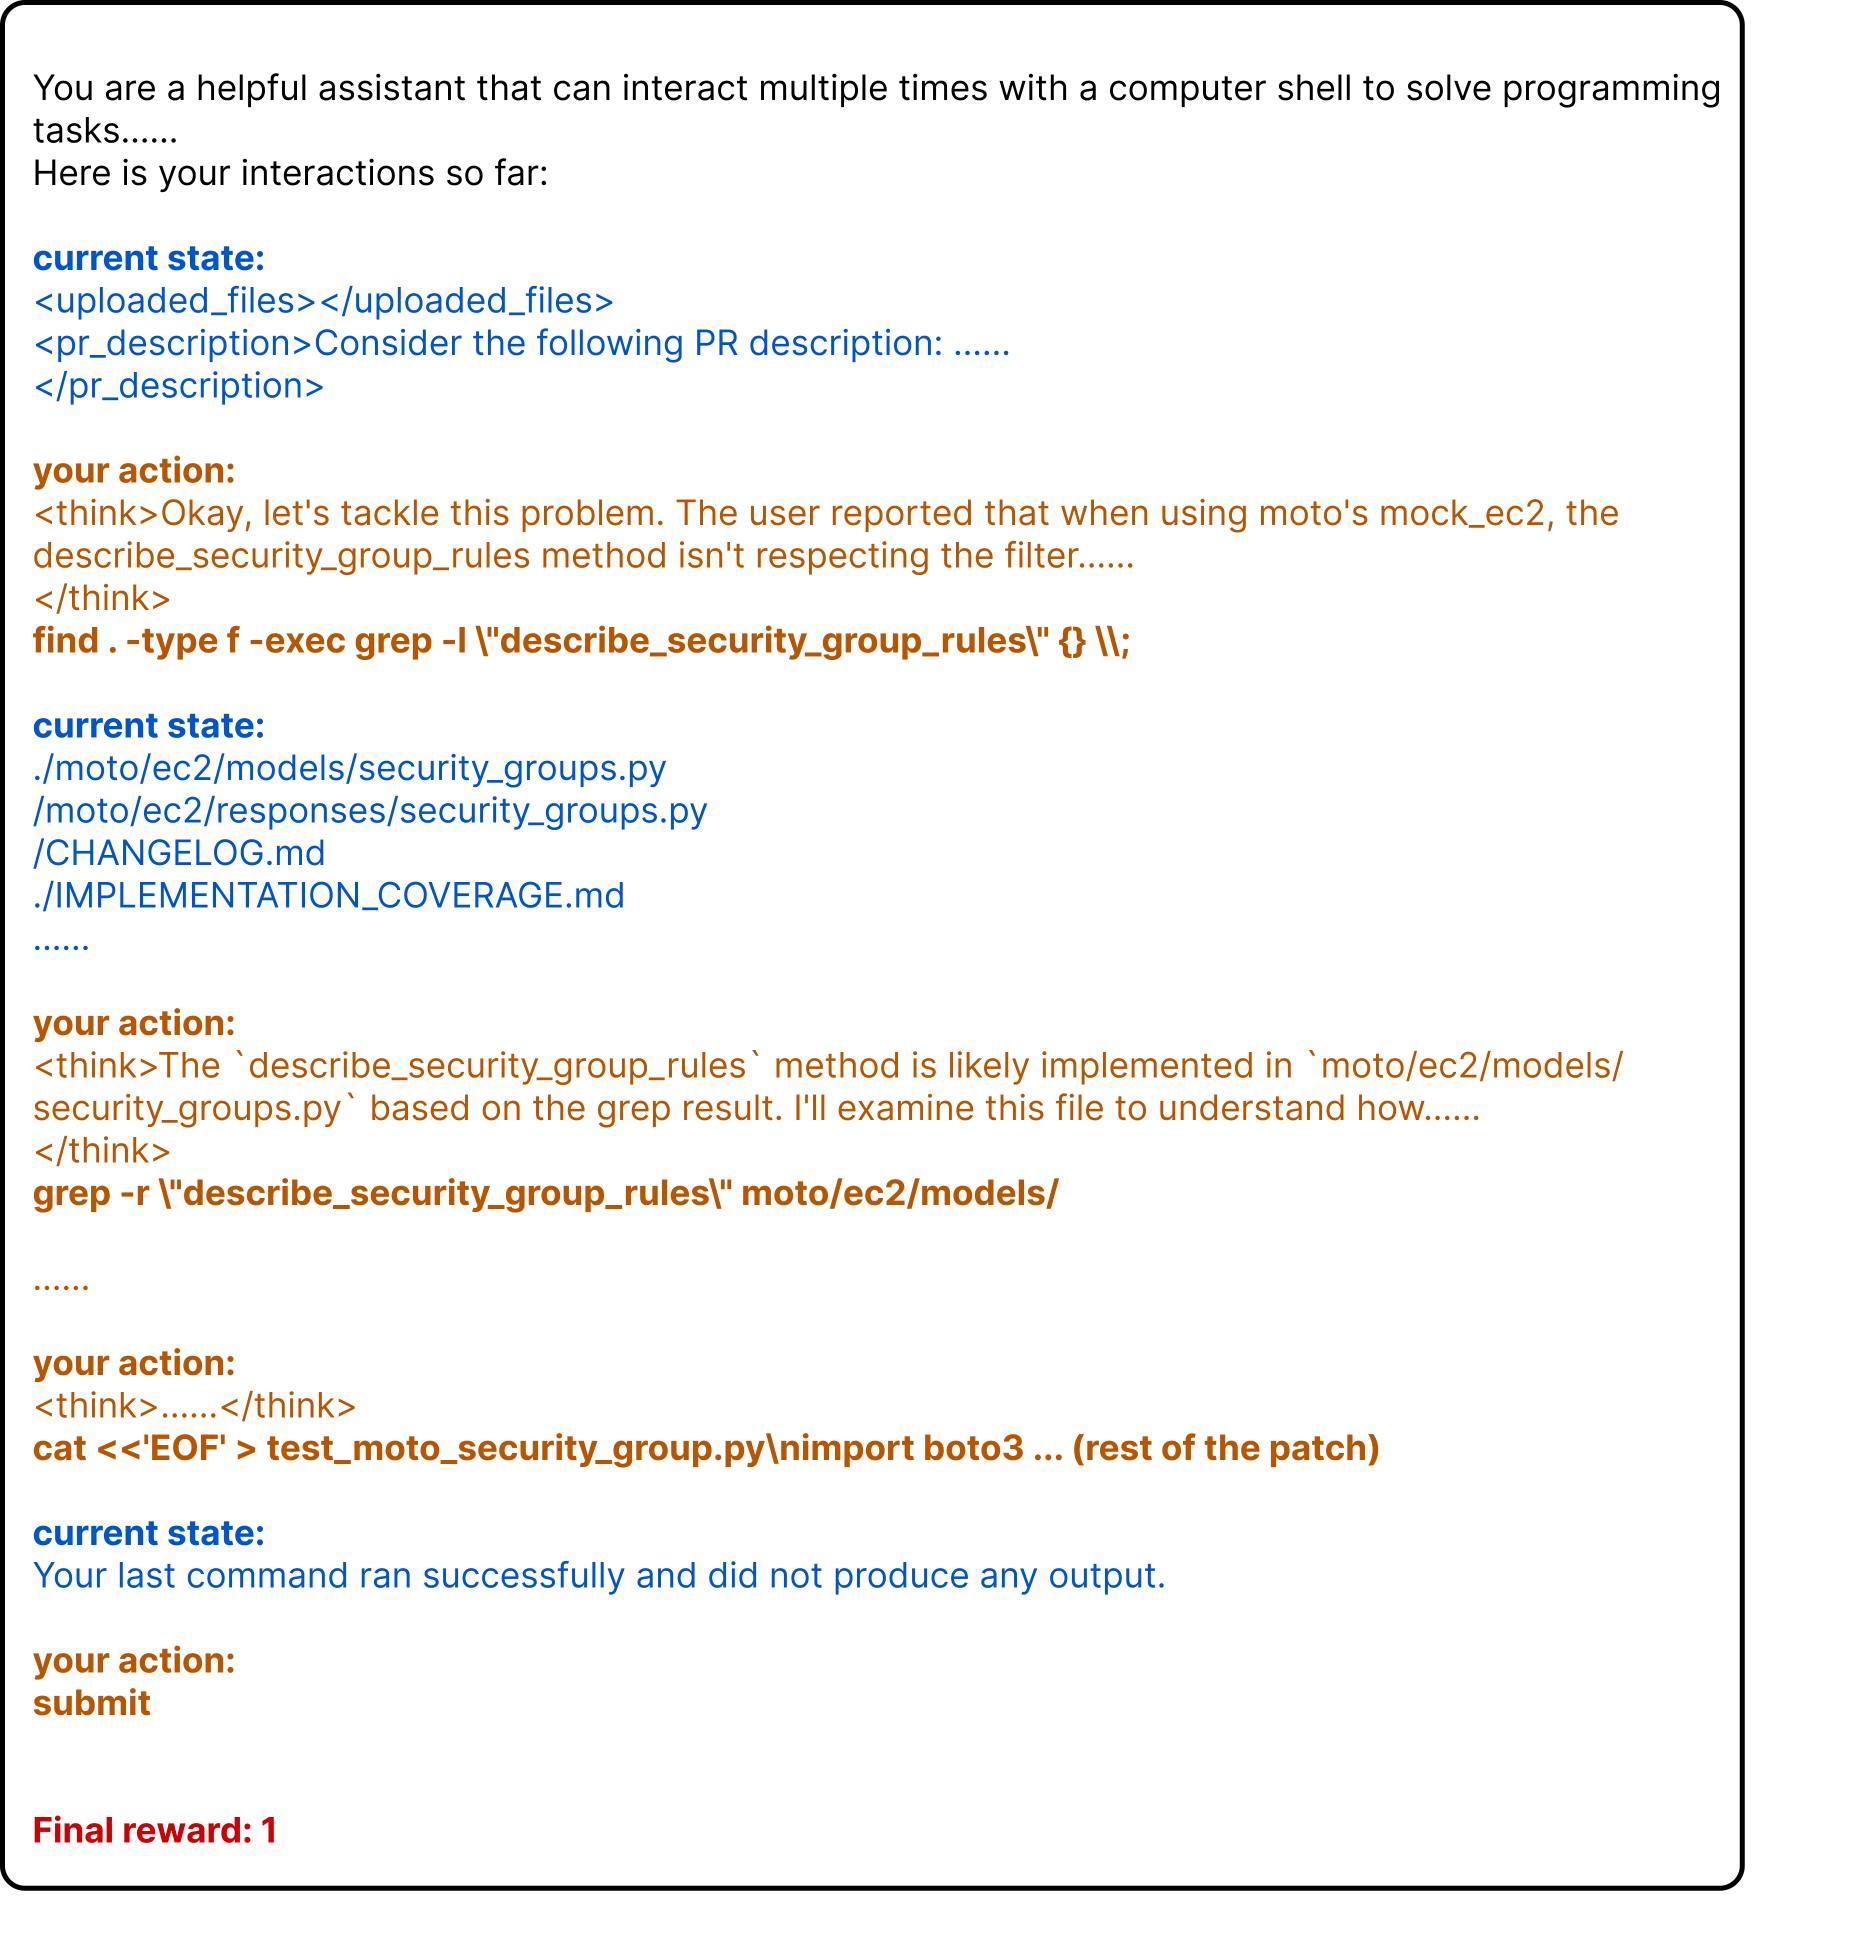 You are a helpful assistant that can interact multiple times with a computer shell to solve programming
tasks......
Here is your interactions so far:
current state:
<uploaded_files></uploaded_files>
<pr_description>Consider the following PR description: ......
</pr_description>
your action:
<think>Okay, let's tackle this problem. The user reported that when using moto's mock_ec2, the
describe_security_group_rules method isn't respecting the filter......
</think>
find . -type f -exec grep -l \"describe_security_group_rules\" {} \\;
current state:
./moto/ec2/models/security_groups.py
/moto/ec2/responses/security_groups.py
/CHANGELOG.md
./IMPLEMENTATION_COVERAGE.md
......
your action:
<think>The `describe_security_group_rules` method is likely implemented in `moto/ec2/models/
security_groups.py` based on the grep result. I'll examine this file to understand how......
</think>
grep -r \"describe_security_group_rules\" moto/ec2/models/
......
your action:
<think>......</think>
cat <<'EOF' > test_moto_security_group.py\nimport boto3 ... (rest of the patch)
current state:
Your last command ran successfully and did not produce any output.
your action:
submit
Final reward: 1